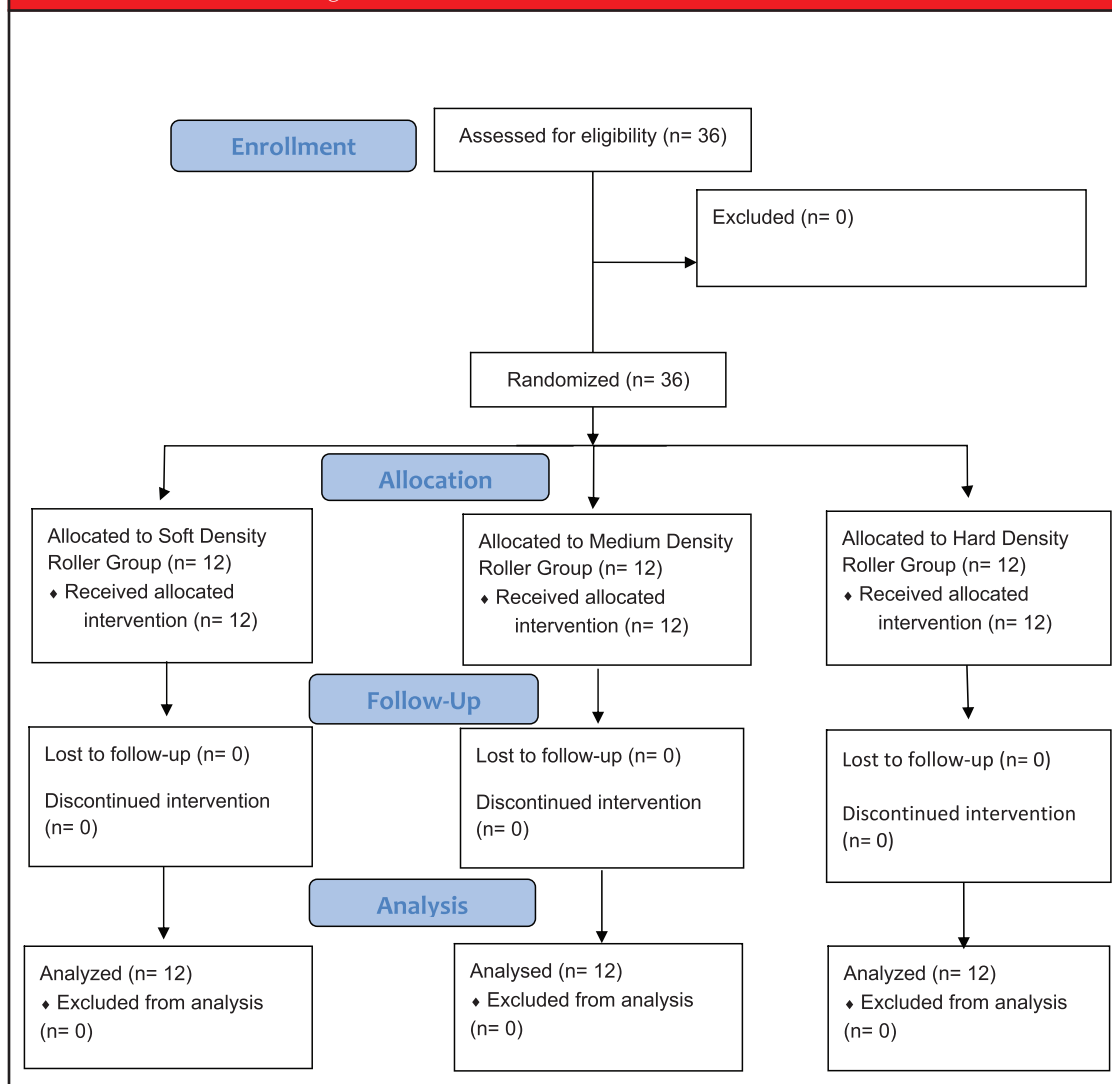 Enrollment
Assessed for eligibility (n= 36)
Excluded (n= 0)
Randomized (n= 36)
Allocation
Allocated to Soft Density
Roller Group (n= 12)
♦ Received allocated
intervention (n= 12)
Allocated to Medium Density
Roller Group (n= 12)
♦ Received allocated
intervention (n= 12)
Allocated to Hard Density
Roller Group (n= 12)
♦ Received allocated
intervention (n= 12)
Follow-Up
Lost to follow-up (n= 0)
Discontinued intervention
(n= 0)
Lost to follow-up (n= 0)
Discontinued intervention
(n= 0)
Lost to follow-up (n= 0)
Discontinued intervention
(n= 0)
Analysis
Analyzed (n= 12)
♦ Excluded from analysis
(n= 0)
Analysed (n= 12)
♦ Excluded from analysis
(n= 0)
Analyzed (n= 12)
♦ Excluded from analysis
(n= 0)